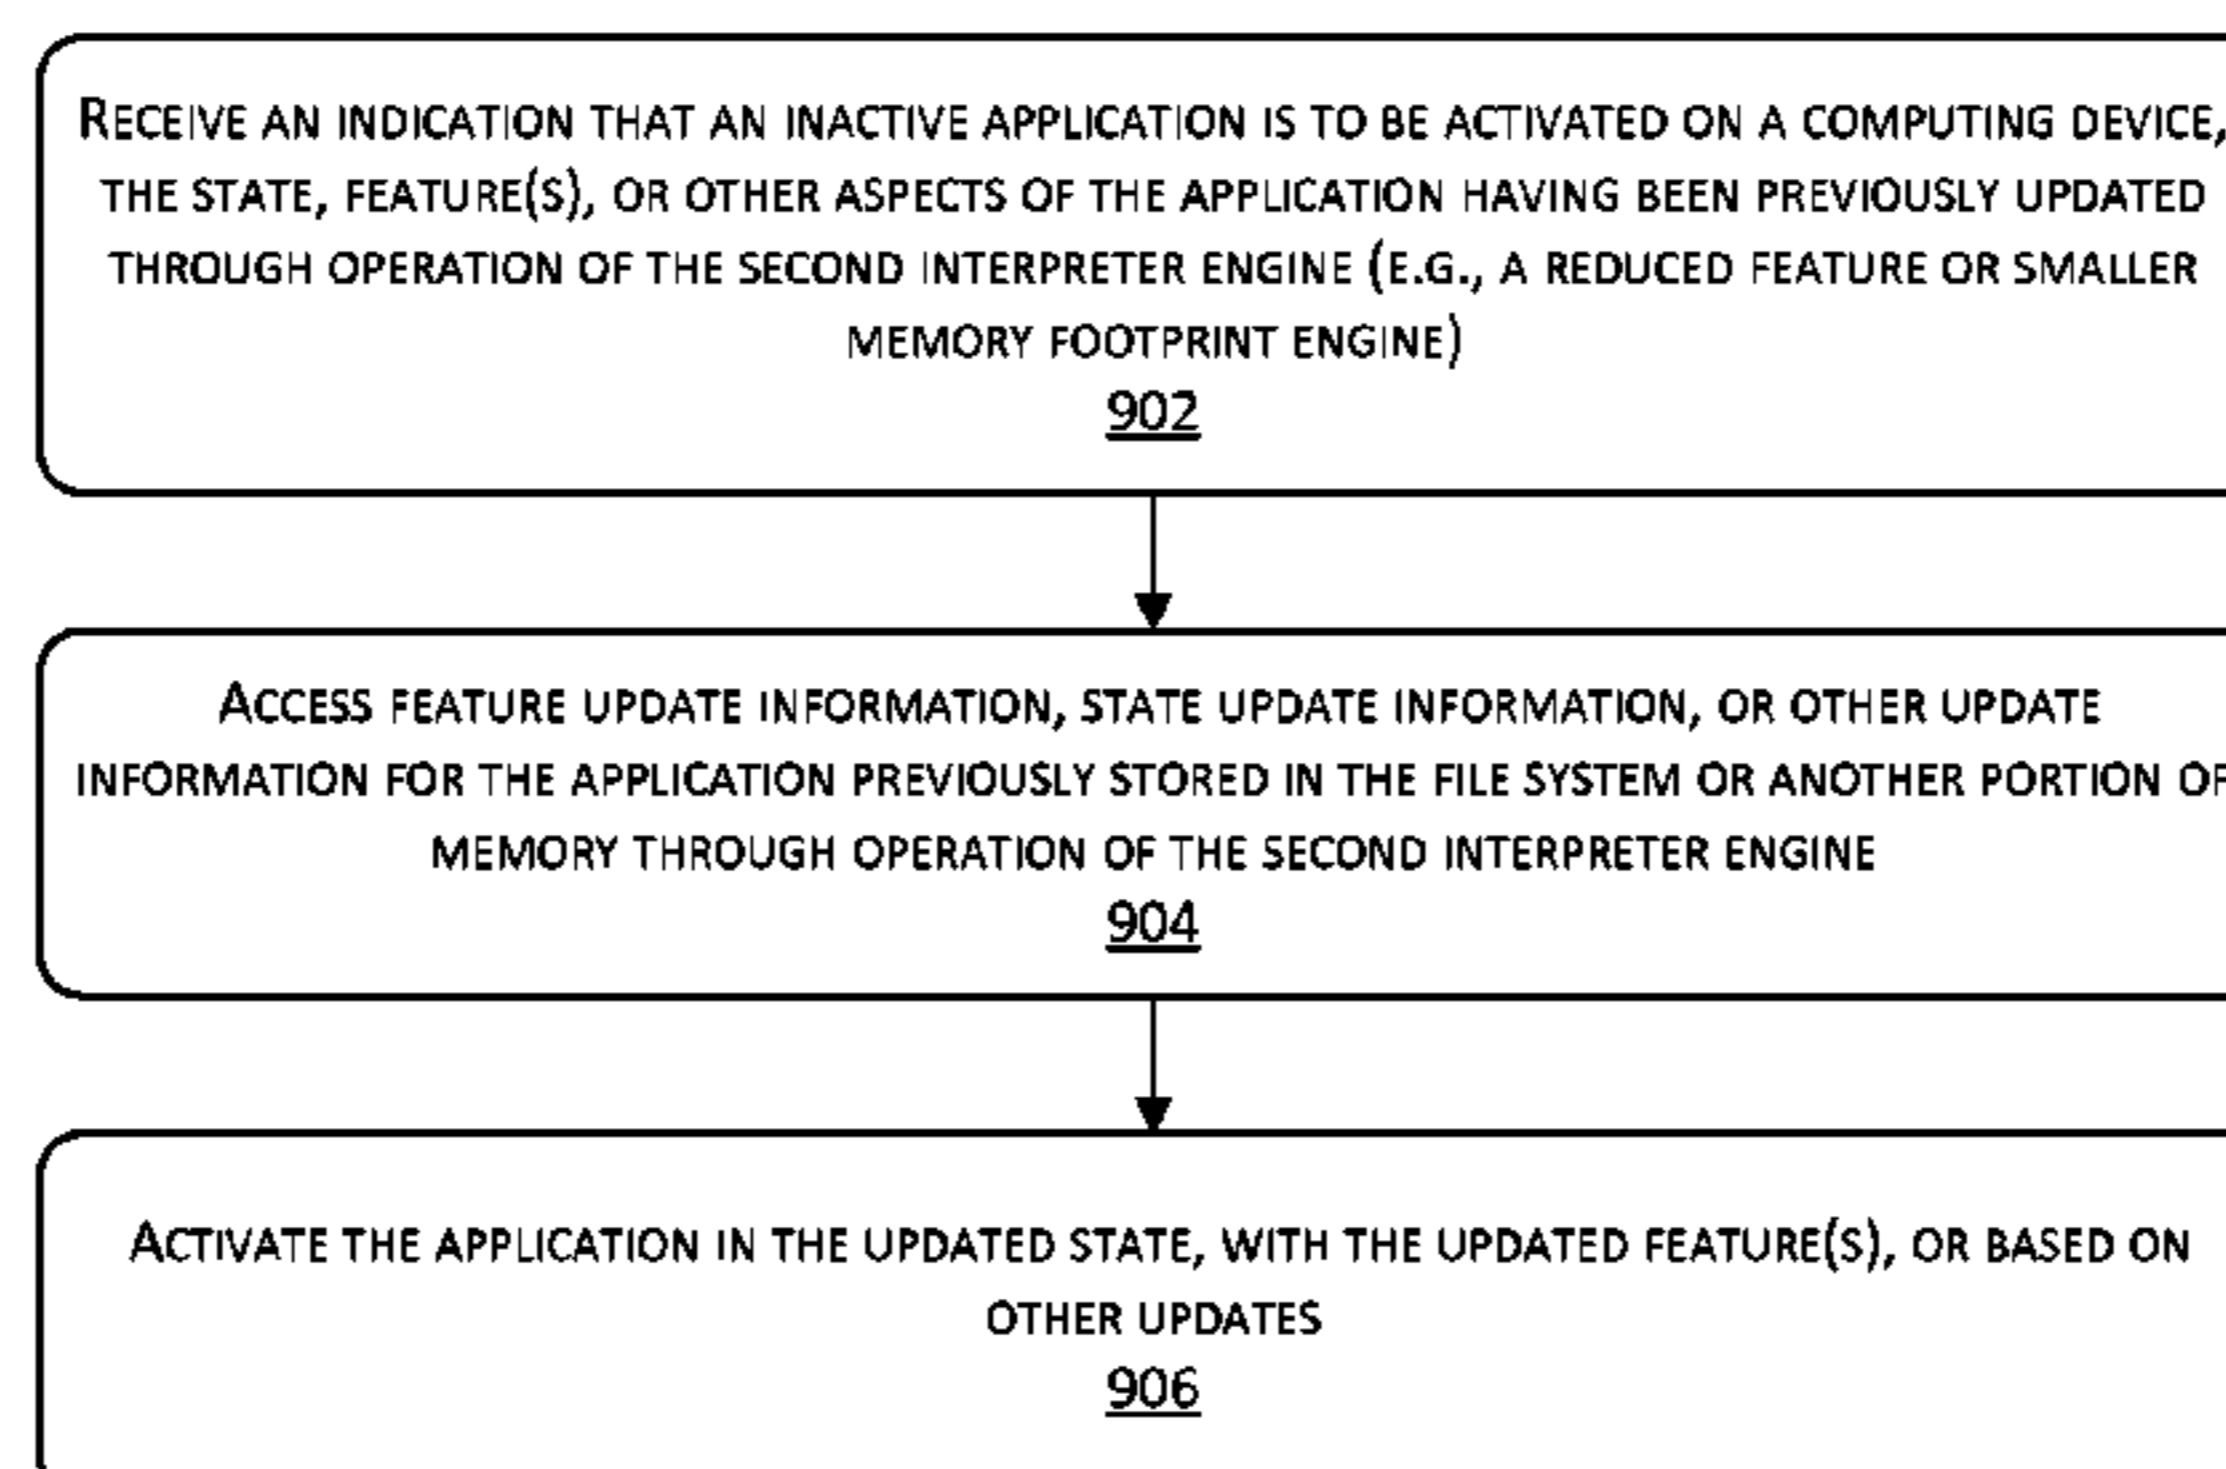 Receive an indication that an inactive application is to be activated on a computing device,
the state, feature(s), or other aspects of the application having been previously updated
through operation of the second interpreter engine (e.g., a reduced feature or smaller
memory footprint engine)
902
Access feature update information, state update information, or other update
information for the application previously stored in the file system or another portion of
memory through operation of the second interpreter engine
904
Activate the application in the updated state, with the updated feature(s), or based on
other updates
906